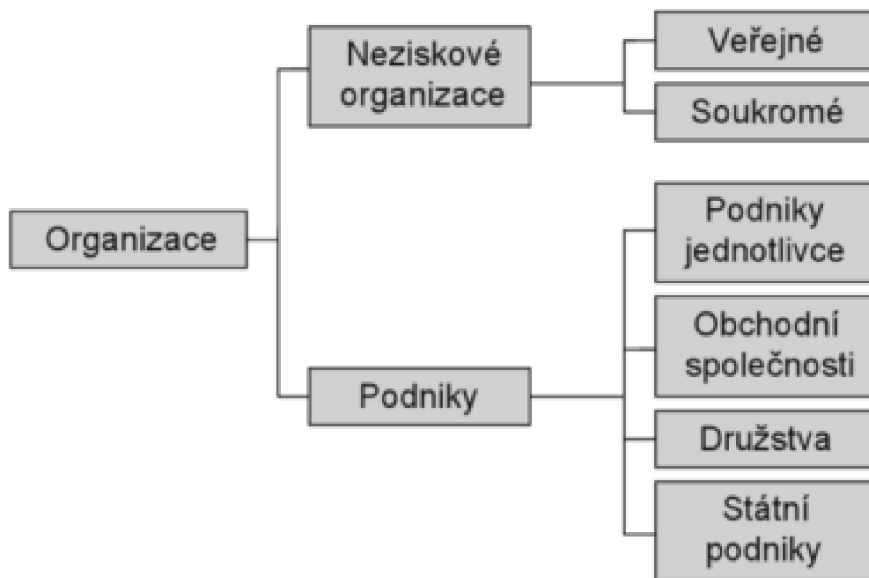 Organizace
Neziskové
organizace
Veřejné
Soukromé
Podniky
Podniky
jednotlivce
Obchodní
společnosti
Družstva
Státní
podniky